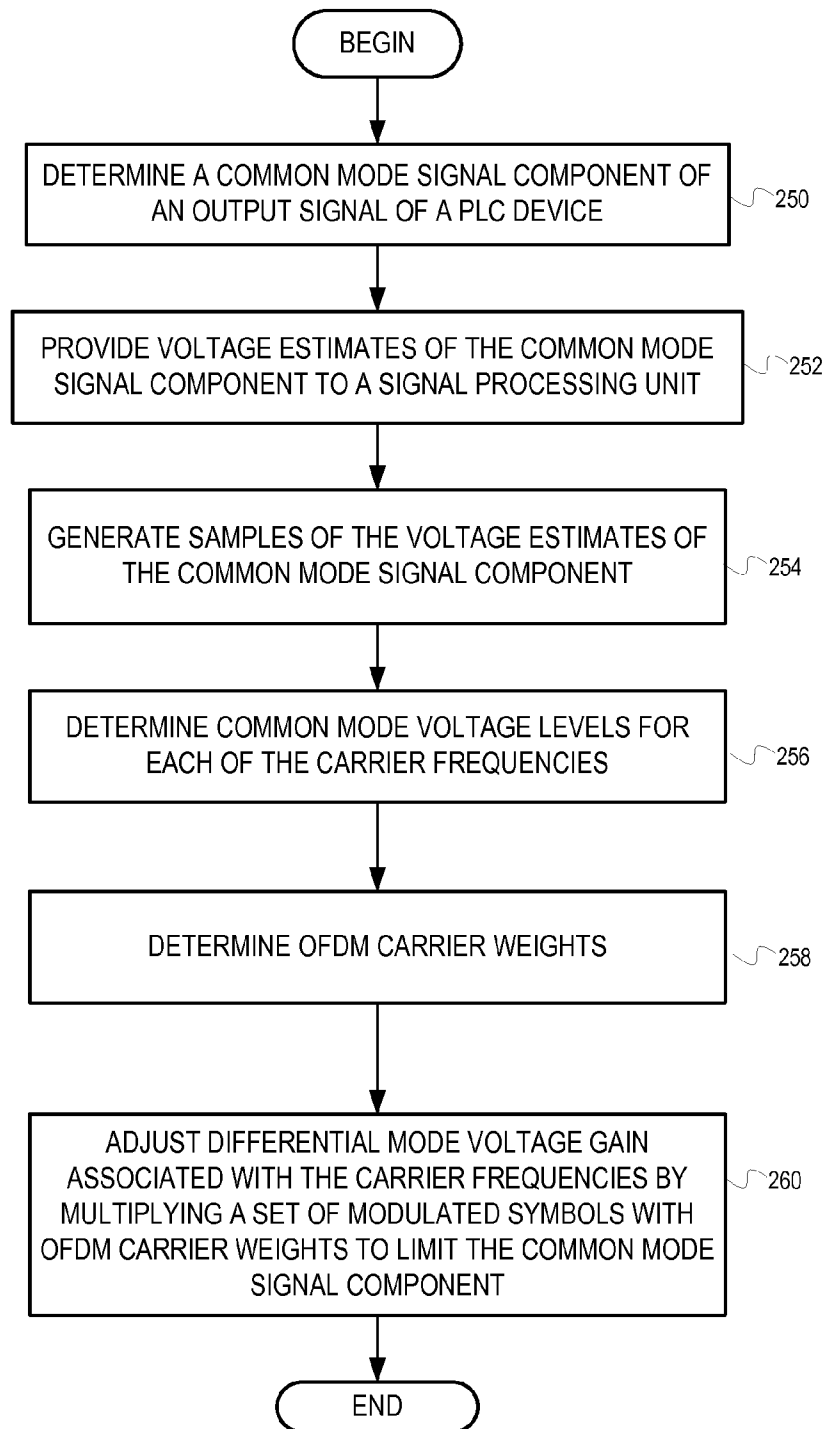 BEGIN
DETERMINE A COMMON MODE SIGNAL COMPONENT OF
AN OUTPUT SIGNAL OF A PLC DEVICE
250
PROVIDE VOLTAGE ESTIMATES OF THE COMMON MODE
SIGNAL COMPONENT TO A SIGNAL PROCESSING UNIT
252
GENERATE SAMPLES OF THE VOLTAGE ESTIMATES OF
THE COMMON MODE SIGNAL COMPONENT
254
DETERMINE COMMON MODE VOLTAGE LEVELS FOR
EACH OF THE CARRIER FREQUENCIES
256
DETERMINE OFDM CARRIER WEIGHTS
258
ADJUST DIFFERENTIAL MODE VOLTAGE GAIN
ASSOCIATED WITH THE CARRIER FREQUENCIES BY
MULTIPLYING A SET OF MODULATED SYMBOLS WITH
OFDM CARRIER WEIGHTS TO LIMIT THE COMMON MODE
SIGNAL COMPONENT
260
END